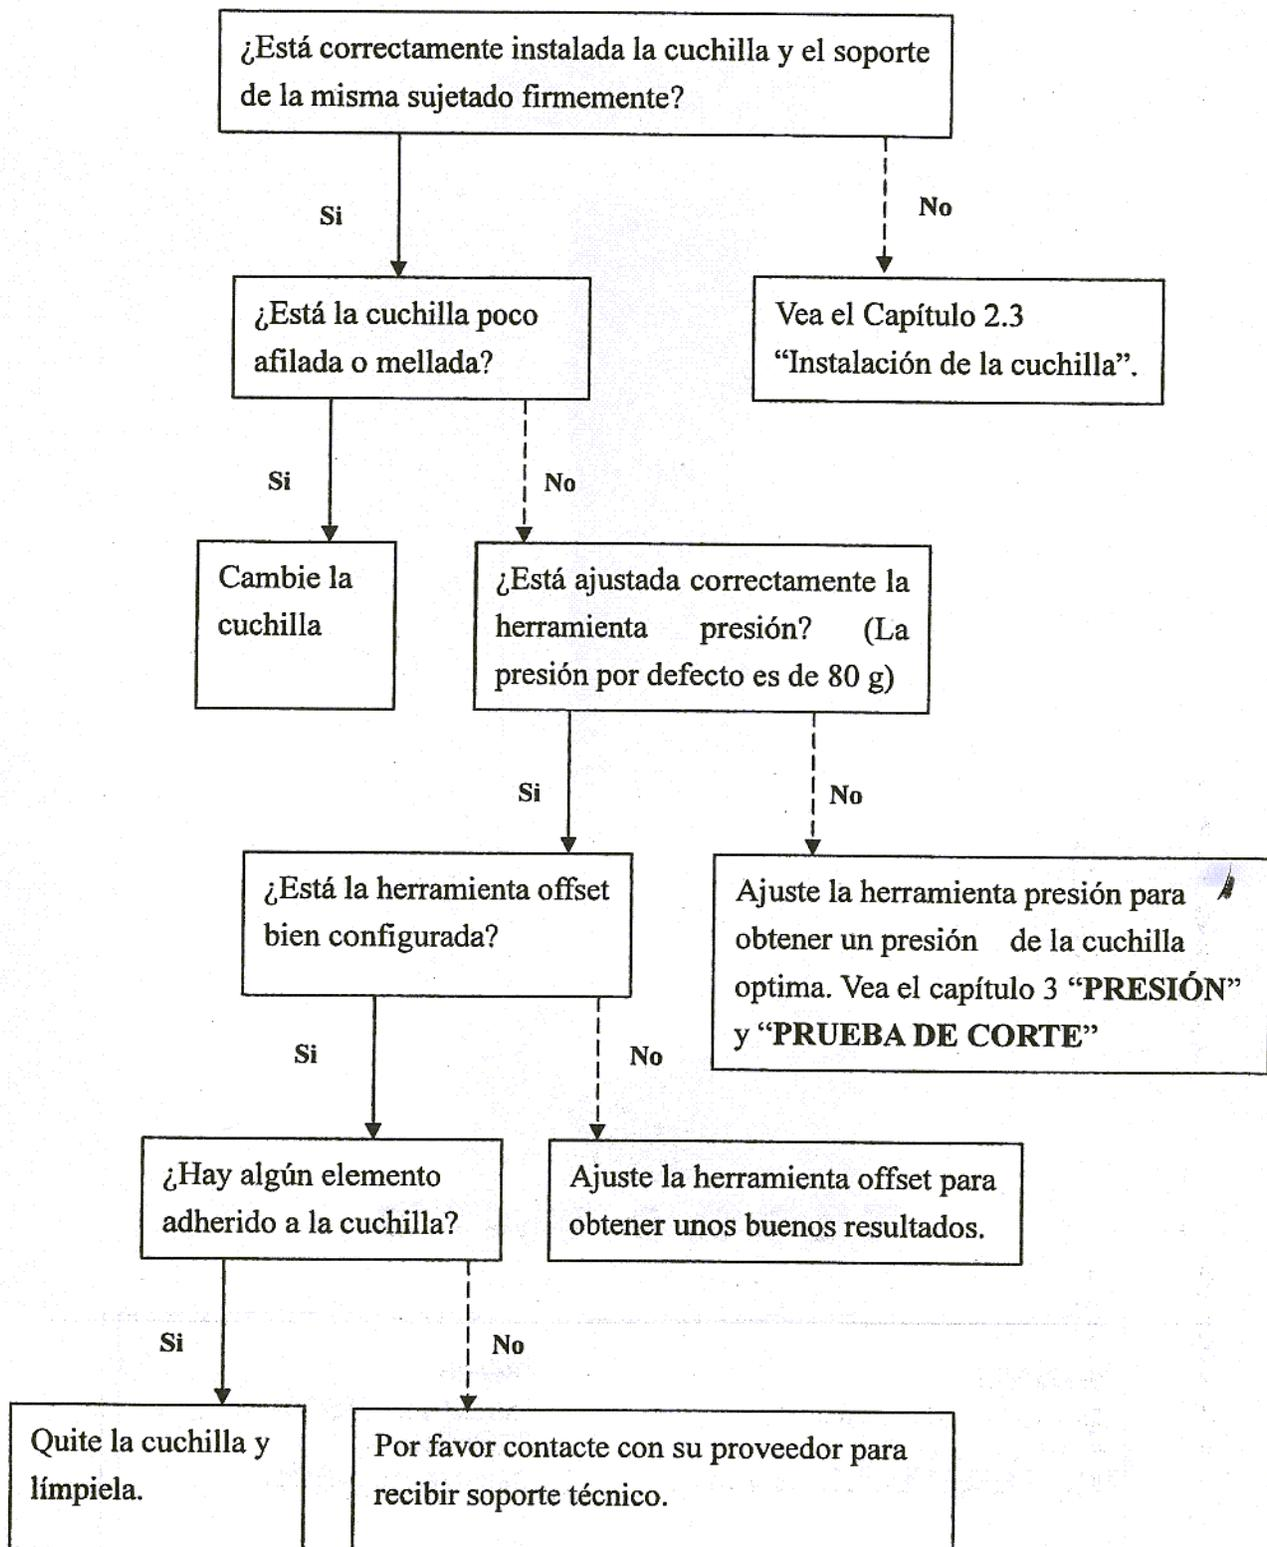 ¿Está correctamente instalada la cuchilla y el soporte
de la misma sujetado firmemente?
Si
No
¿Está la cuchilla poco
afilada o mellada?
Vea el Capítulo 2.3
“Instalación de la cuchilla”.
Si
No
Cambie la
cuchilla
¿Está ajustada correctamente la
herramienta presión? (La
presión por defecto es de 80 g)
Si
No
¿Está la herramienta offset
bien configurada?
Ajuste la herramienta presión para
obtener un presión de la cuchilla
optima. Vea el capítulo 3 “PRESIÓN”
y “PRUEBA DE CORTE”
Si
No
¿Hay algún elemento
adherido a la cuchilla?
Ajuste la herramienta offset para
obtener unos buenos resultados.
Si
No
Quite la cuchilla y
límpiela.
Por favor contacte con su proveedor para
recibir soporte técnico.